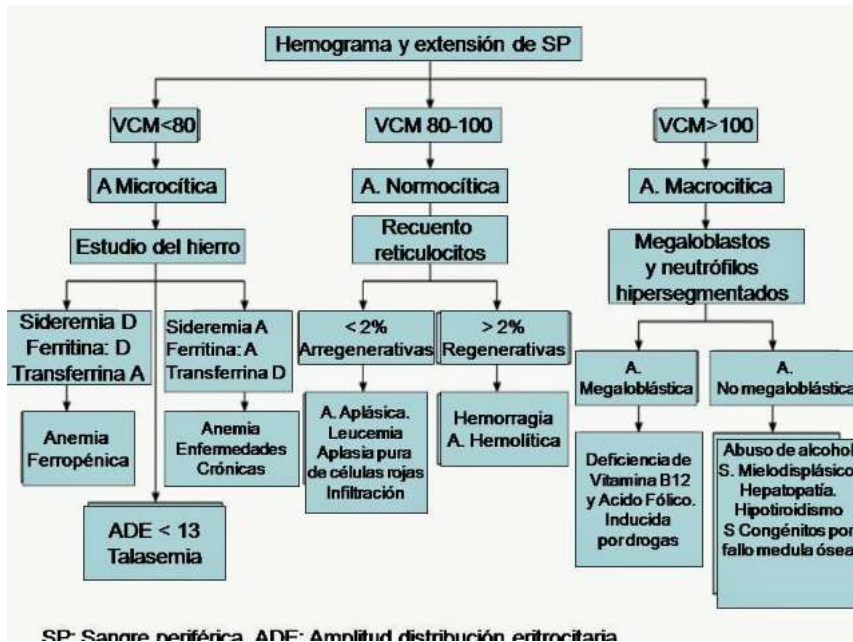 Hemograma y extensión de SP
VCM<80
VCM 80-100
VCM>100
A Microcítica
A. Normocítica
A. Macrocitica
Estudio del hierro
Recuento
reticulocitos
Megaloblastos
y neutrófilos
hipersegmentados
Sideremia D
Ferritina: D
Transferrina A
Sideremia A
Ferritina: A
Transferrina D
< 2%
Arregenerativas
> 2%
Regenerativas
A.
Megaloblástica
A.
No megaloblástica
Anemia
Ferropénica
Anemia
Enfermedades
Crónicas
A. Aplásica.
Leucemia
Aplasia pura
de células rojas
Infiltración
Hemorragia
A. Hemolítica
Deficiencia de
Vitamina B12
y Acido Fólico.
Inducida
por drogas
Abuso de alcohol
S. Mielodisplásico
Hepatopatía.
Hipotiroidismo
S Congénitos por
fallo medula ósea
ADE < 13
Talasemia
SP: Sangre periférica. ADE: Amplitud distribución eritrocitaria